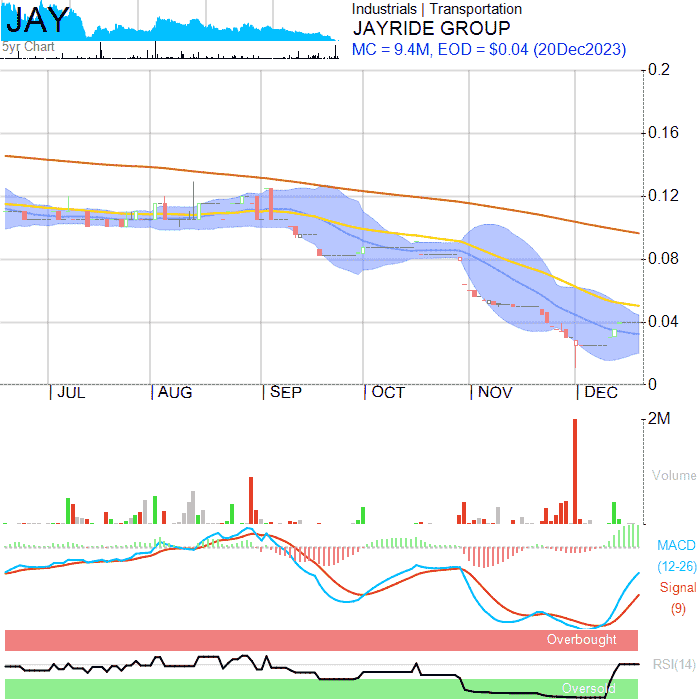 JAY
5yr Chart
Industrials | Transportation
JAYRIDE GROUP
MC = 9.4M, EOD = $0.04 (20Dec2023)
0.2
0.16
0.12
0.08
0.04
0
JUL
AUG
SEP
OCT
NOV
DEC
2M
Volume
MACD
(12-26)
Signal
(9)
Overbought
RSI(14)
Oversold